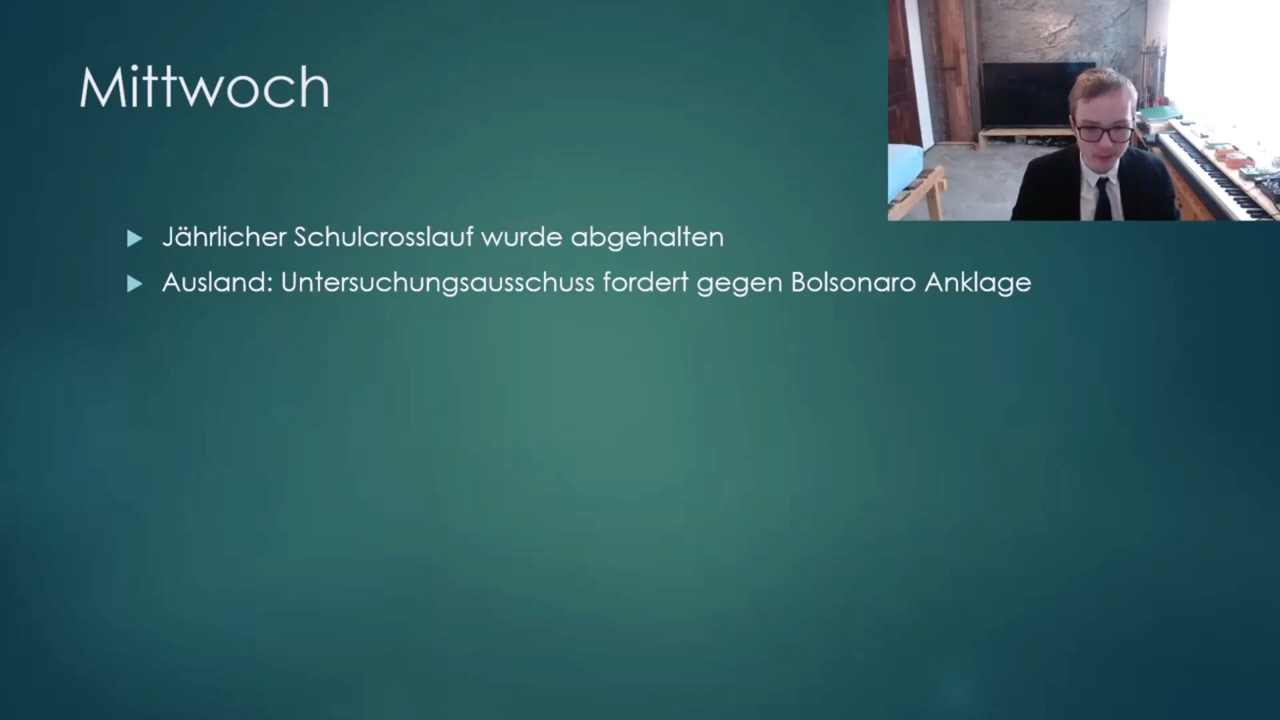 Mittwoch
Jährlicher Schulcrosslauf wurde abgehalten
Ausland: Untersuchungsausschuss fordert gegen Bolsonaro Anklage